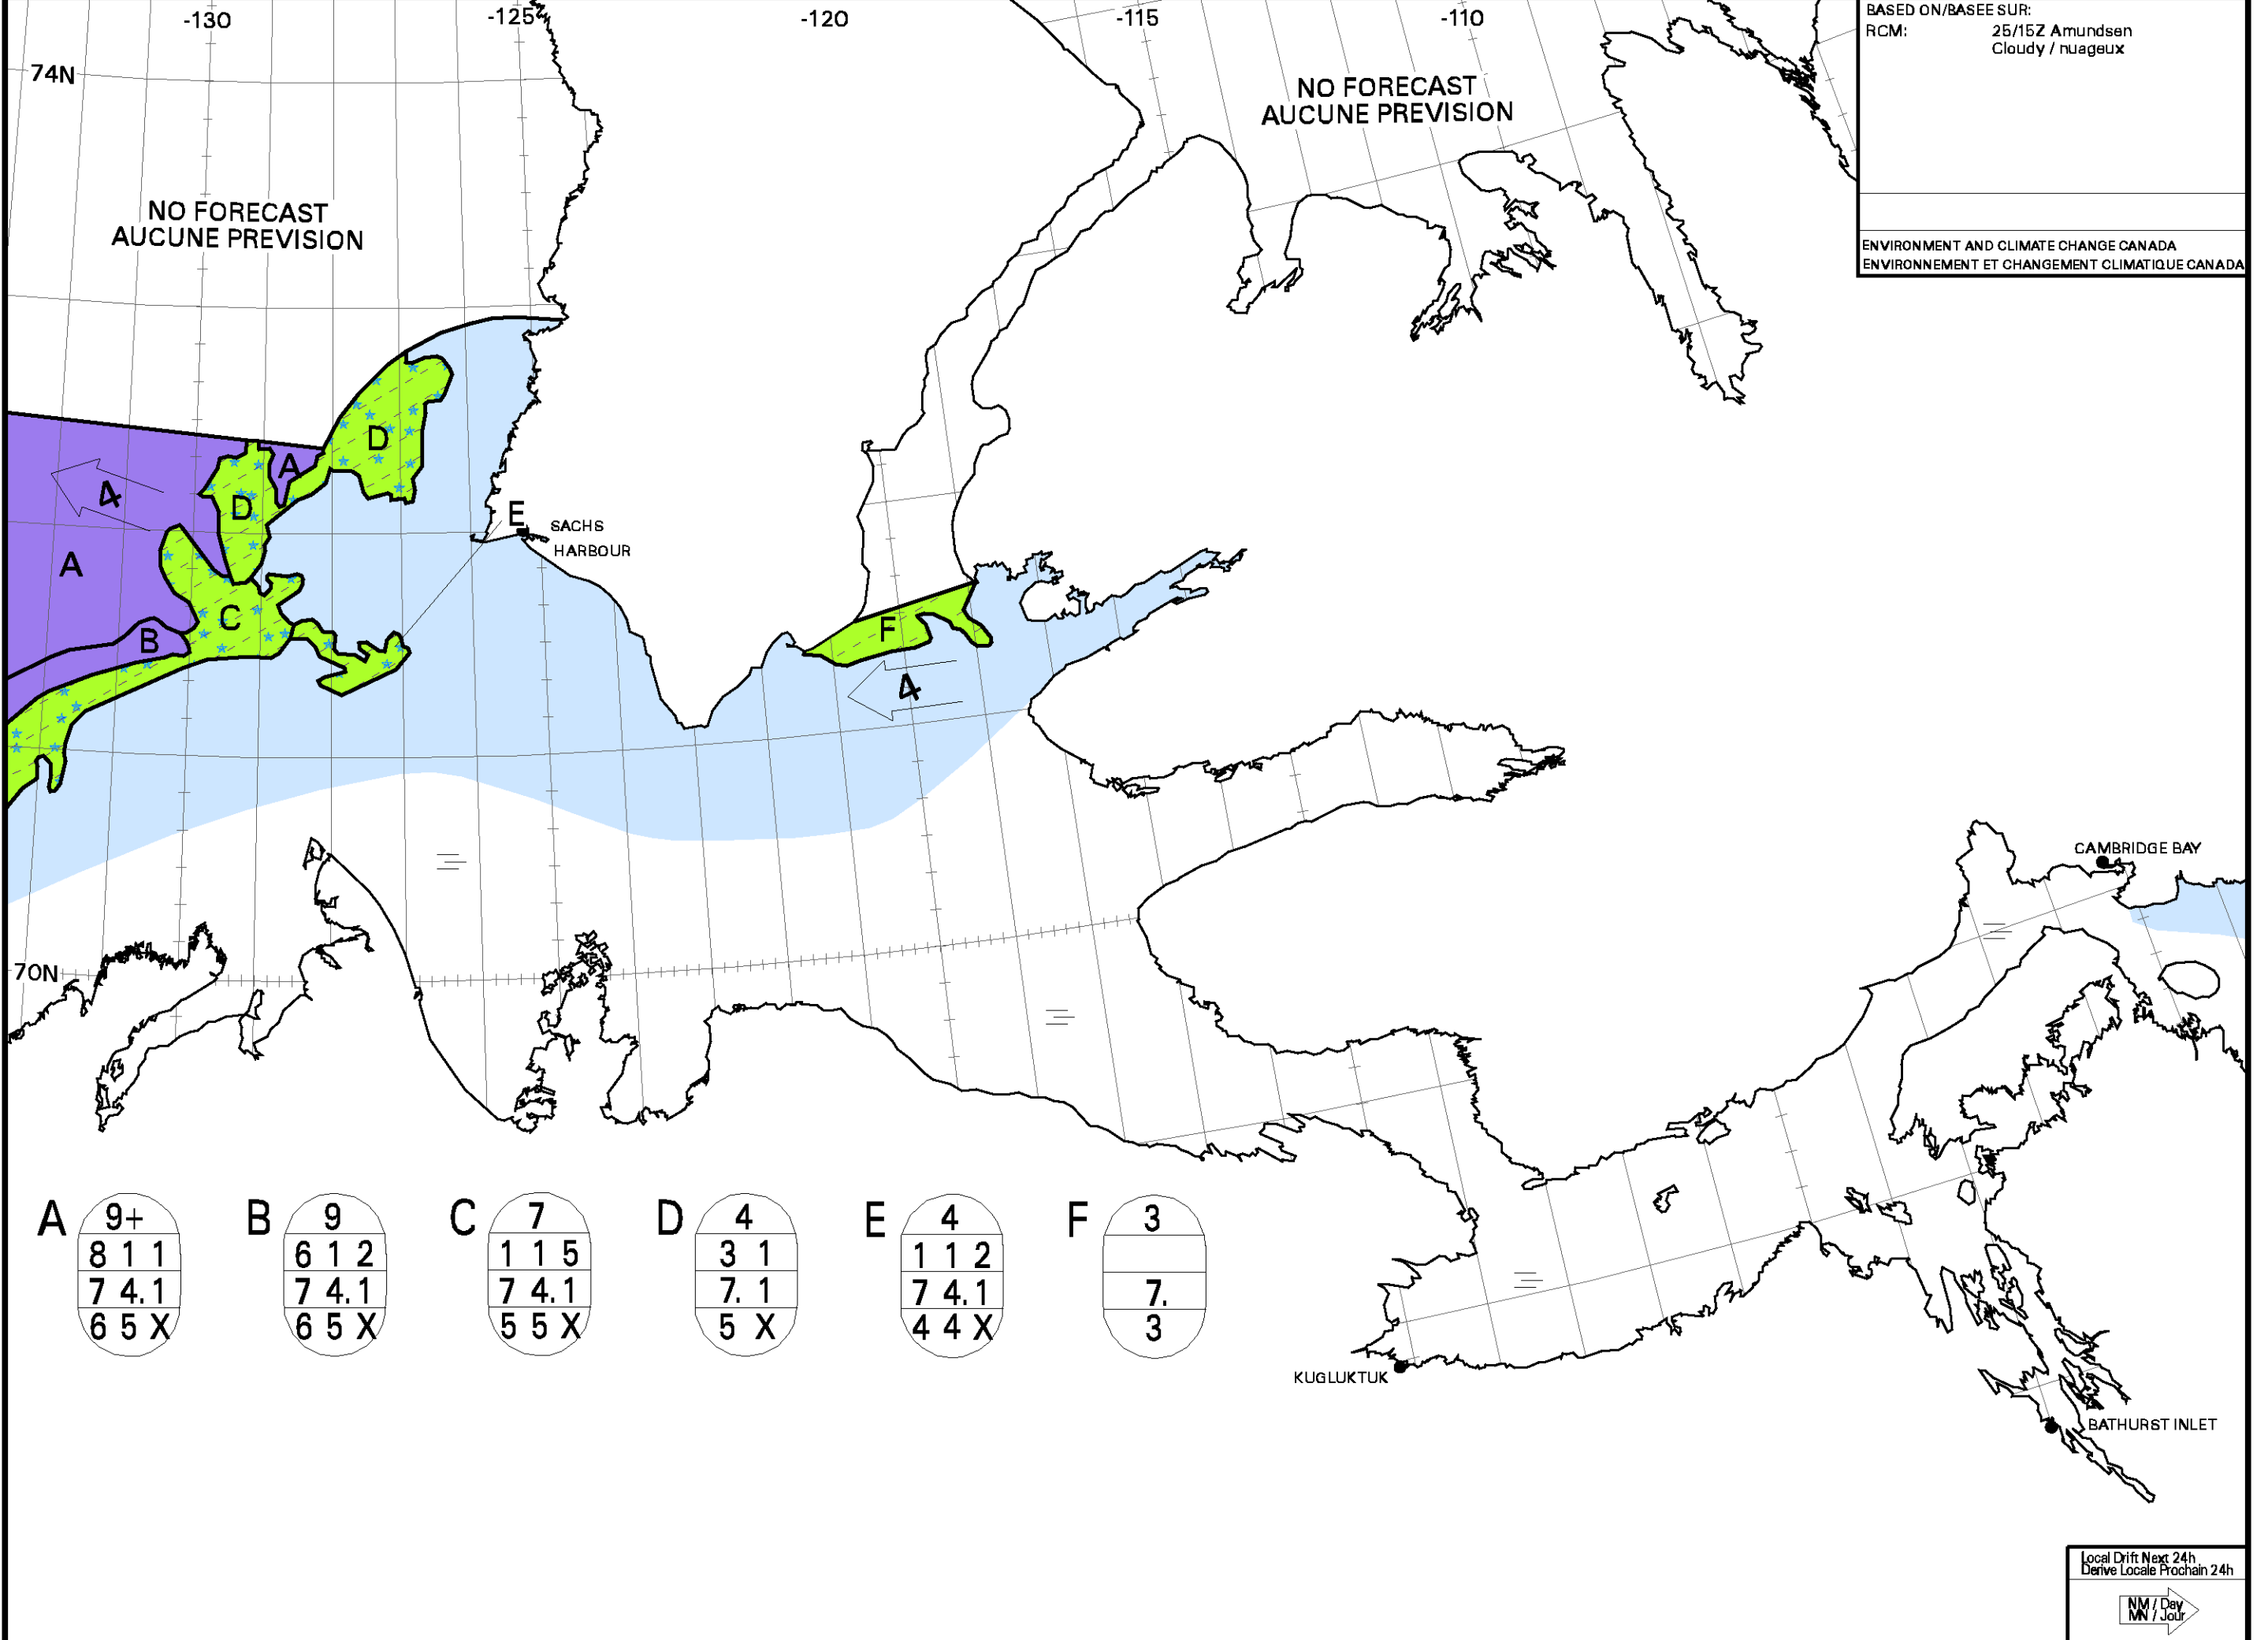 -130
-125
-120
-115
-110
BASED ON/BASEE SUR:
RCM: 25/15Z Amundsen
Cloudy / nuageux
74N
NO FORECAST
AUCUNE PREVISION
NO FORECAST
AUCUNE PREVISION
ENVIRONMENT AND CLIMATE CHANGE CANADA
ENVIRONNEMENT ET CHANGEMENT CLIMATIQUE CANADA
D
A
4
D
E
SACHS
HARBOUR
A
C
B
F
4
CAMBRIDGE BAY
70N
A
9+
8 1 1
7 4. 1
6 5 X
B
9
6 1 2
7 4. 1
6 5 X
C
7
1 1 5
7 4. 1
5 5 X
D
4
3 1
7. 1
5 X
E
4
1 1 2
7 4. 1
4 4 X
F
3
7.
3
KUGLUKTUK
BATHURST INLET
Local Drift Next 24h
Derive Locale Prochain 24h
NM / Day
MN / Jour